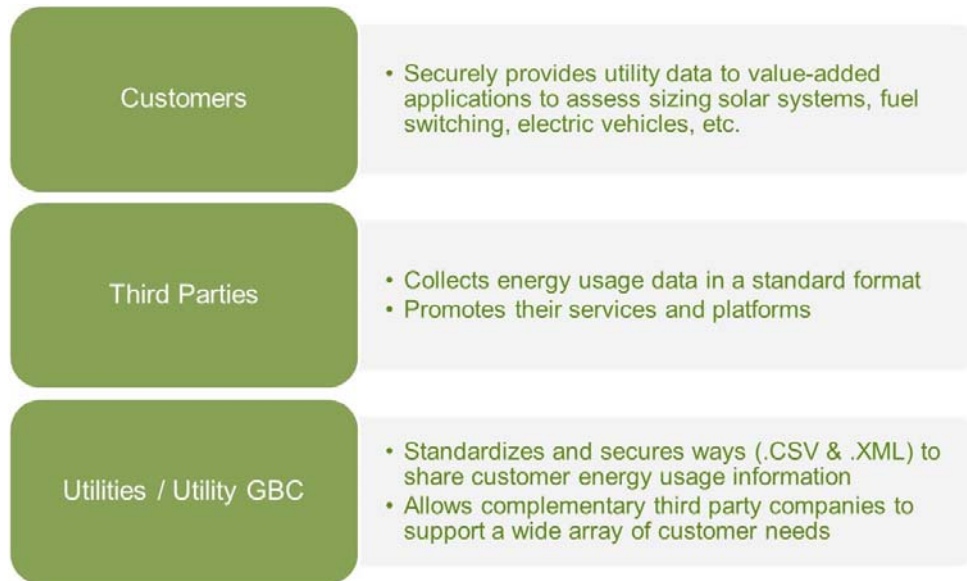 Customers
• Securely provides utility data to value-added
applications to assess sizing solar systems, fuel
switching, electric vehicles, etc.
Third Parties
• Collects energy usage data in a standard format
• Promotes their services and platforms
Utilities / Utility GBC
• Standardizes and secures ways (.CSV & .XML) to
share customer energy usage information
• Allows complementary third party companies to
support a wide array of customer needs